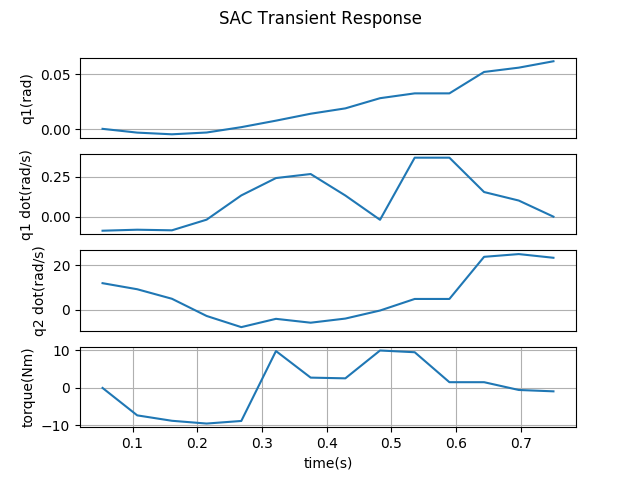 SAC Transient Response
q1(rad)
0.05
0.00
q1 dot(rad/s)
0.25
0.00
q2 dot(rad/s)
20
0
torque(Nm)
10
0
−10
0.1 0.2 0.3 0.4 0.5 0.6 0.7
time(s)